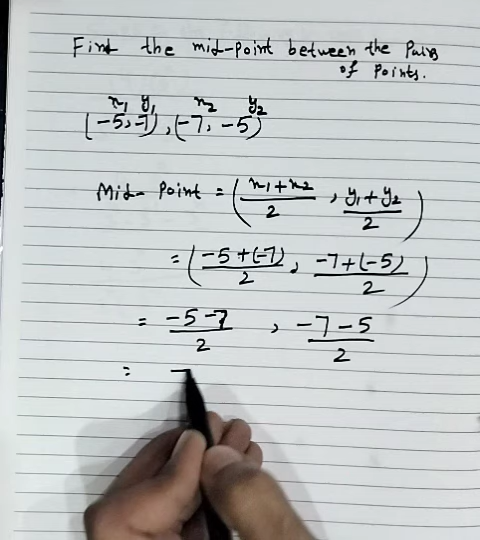 Find the mid-point between the Pairs
of Points.
x₁ y₁ x₂ y₂
(-5,-7), (-7, -5)
Mid-Point = (x₁+x₂/2, y₁+y₂/2)
= (-5+(-7)/2, -7+(-5)/2)
= -5-7/2, -7-5/2
= -